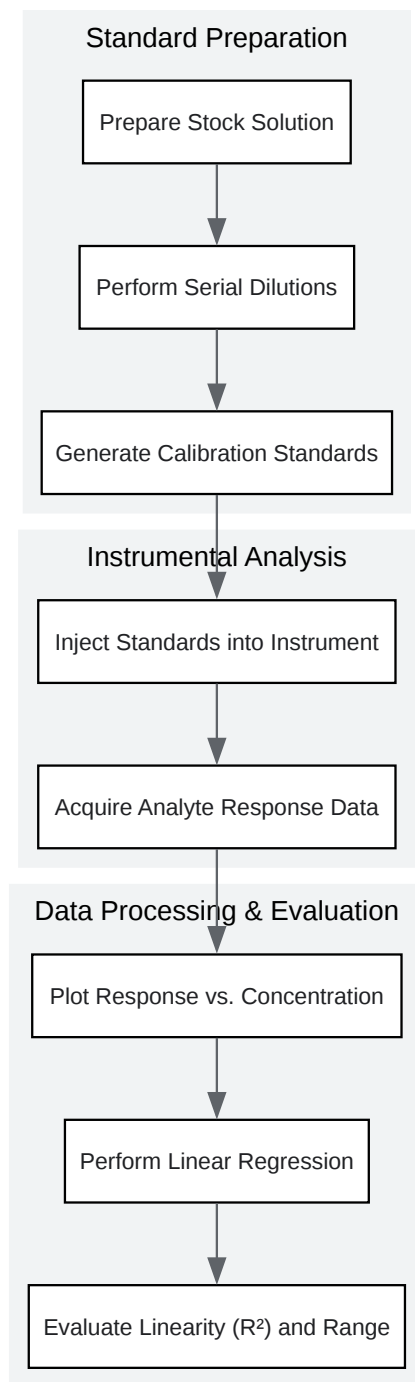 Standard Preparation
Prepare Stock Solution
Perform Serial Dilutions
Generate Calibration Standards
Instrumental Analysis
Inject Standards into Instrument
Acquire Analyte Response Data
Data Processing & Evaluation
Plot Response vs. Concentration
Perform Linear Regression
Evaluate Linearity (R²) and Range